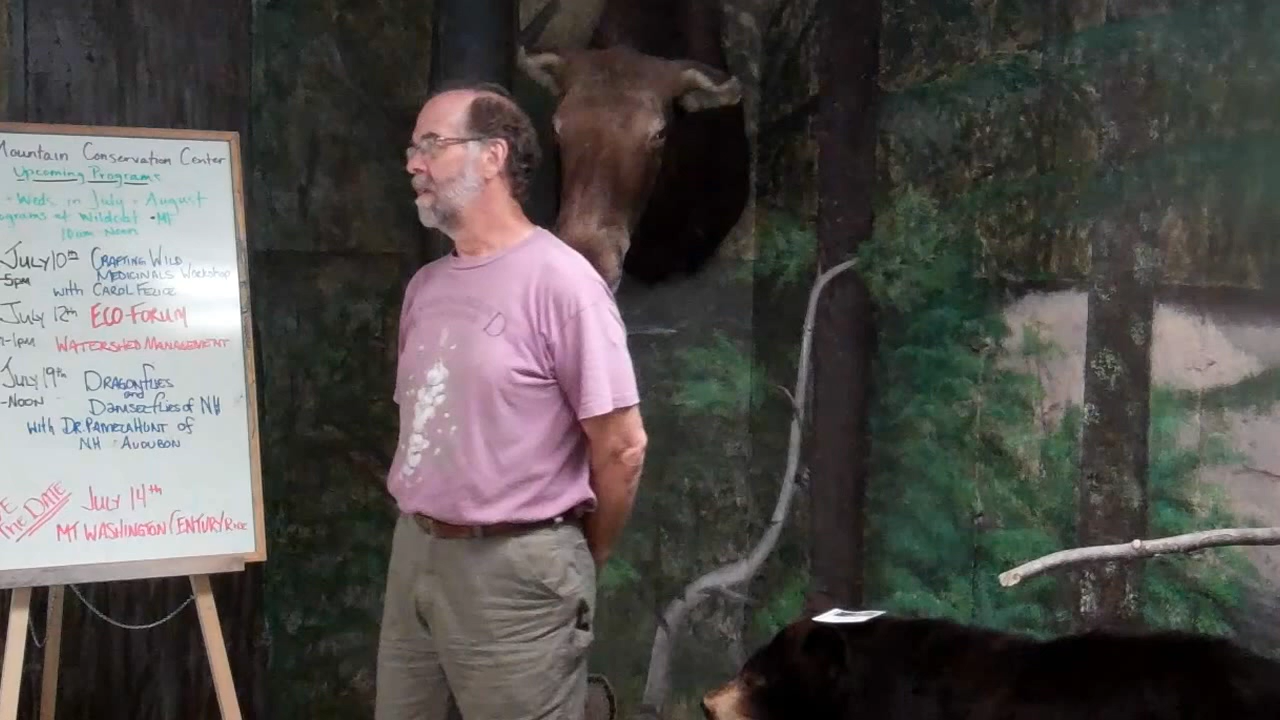 Mountain Conservation Center
Upcoming Programs
• Weds in July + August
Programs at Wildcat - Mt
10am-Noon
July 10th Crafting Wild
-5pm Medicinals Workshop
with Carol Felice
July 12th Eco-Forum
-1pm Watershed Management
July 19th Dragonflies
and
-Noon Damselflies of NH
with Dr. Pamela Hunt of
NH Audubon
The Date July 14th
Mt Washington Century Ride